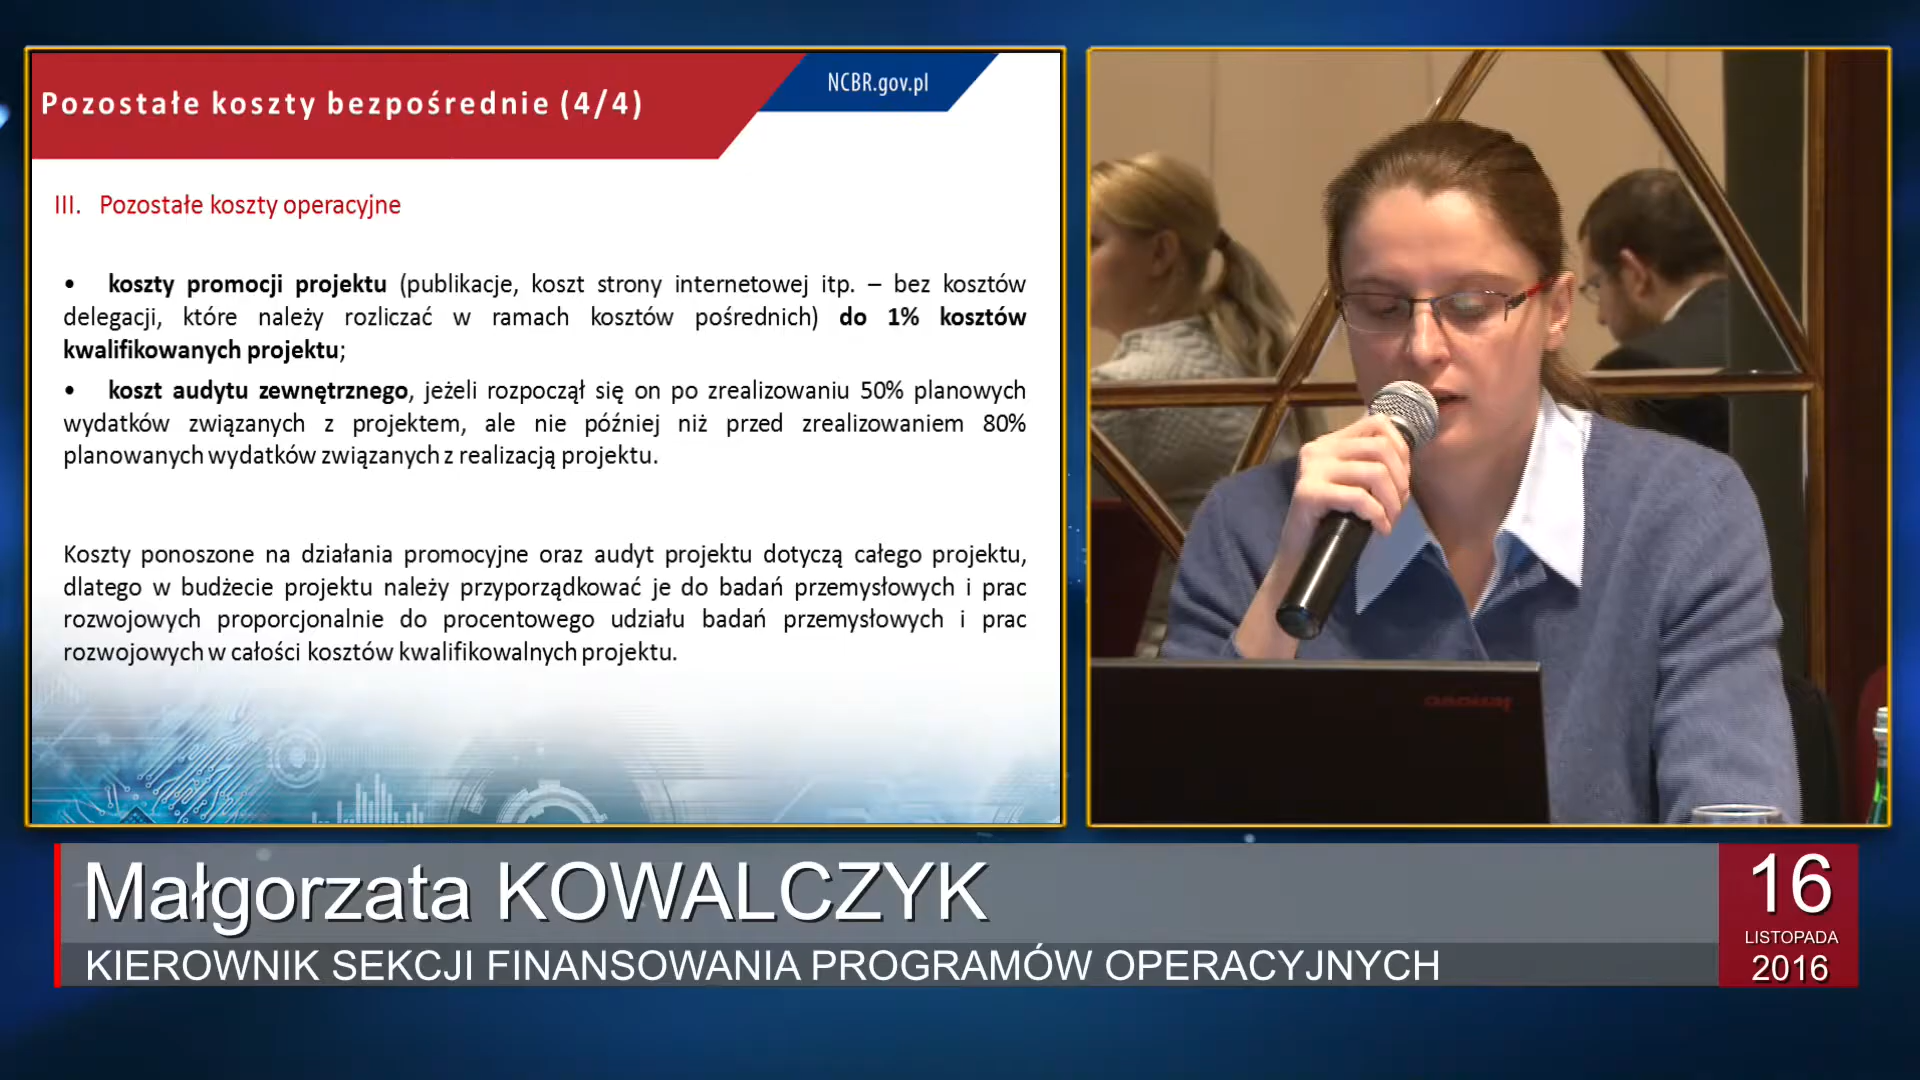 Pozostałe koszty bezpośrednie (4/4)
NCBR.gov.pl
III. Pozostałe koszty operacyjne
• koszty promocji projektu (publikacje, koszt strony internetowej itp. – bez kosztów
delegacji, które należy rozliczać w ramach kosztów pośrednich) do 1% kosztów
kwalifikowanych projektu;
• koszt audytu zewnętrznego, jeżeli rozpoczął się on po zrealizowaniu 50% planowych
wydatków związanych z projektem, ale nie później niż przed zrealizowaniem 80%
planowanych wydatków związanych z realizacją projektu.
Koszty ponoszone na działania promocyjne oraz audyt projektu dotyczą całego projektu,
dlatego w budżecie projektu należy przyporządkować je do badań przemysłowych i prac
rozwojowych proporcjonalnie do procentowego udziału badań przemysłowych i prac
rozwojowych w całości kosztów kwalifikowalnych projektu.
lenovo
Małgorzata KOWALCZYK
KIEROWNIK SEKCJI FINANSOWANIA PROGRAMÓW OPERACYJNYCH
16
LISTOPADA
2016